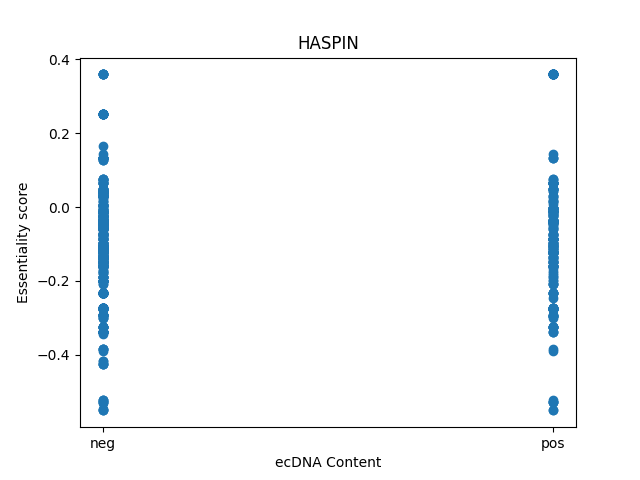 HASPIN
0.4
0.2
0.0
−0.2
−0.4
Essentiality score
neg
pos
ecDNA Content